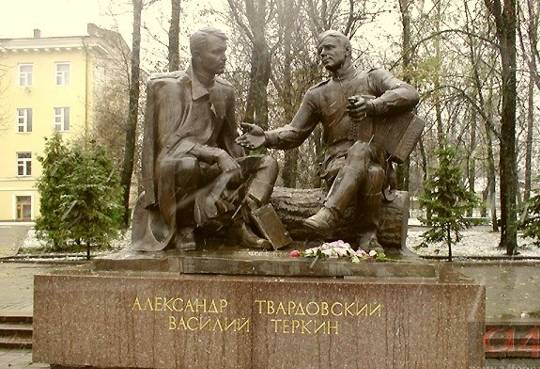 АЛЕКСАНДР ТВАРДОВСКИЙ
ВАСИЛИЙ ТЕРКИН